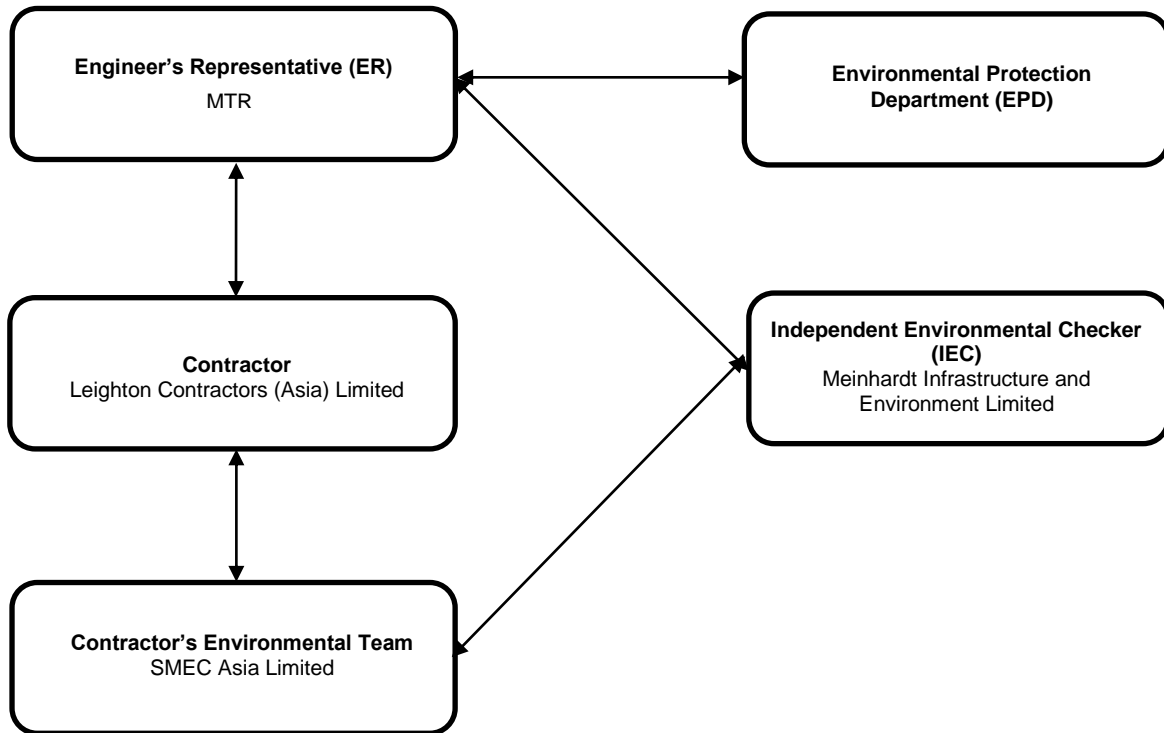 Engineer’s Representative (ER)
MTR
Environmental Protection
Department (EPD)
Contractor
Leighton Contractors (Asia) Limited
Independent Environmental Checker
(IEC)
Meinhardt Infrastructure and
Environment Limited
Contractor’s Environmental Team
SMEC Asia Limited